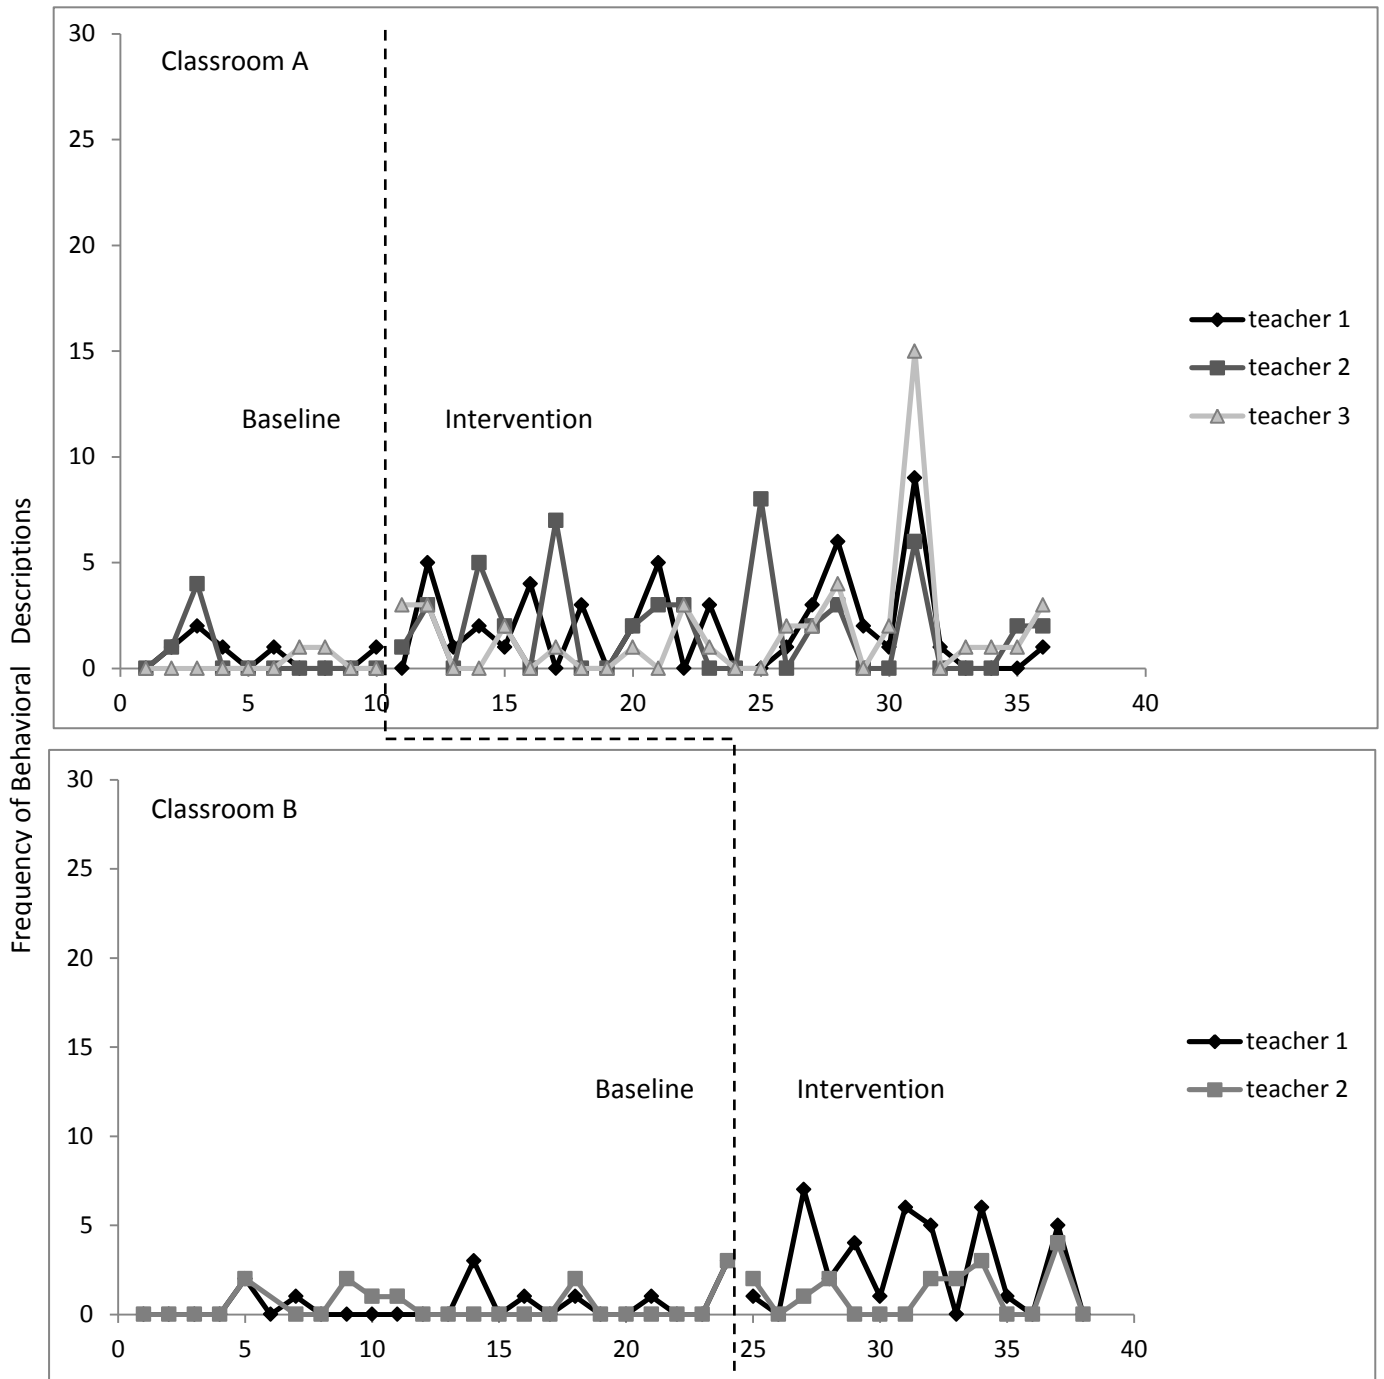 Frequency of Behavioral Descriptions
30
Classroom A
25
20
15
teacher 1
teacher 2
teacher 3
Baseline
Intervention
10
5
0
0 5 10 15 20 25 30 35 40
30
Classroom B
25
20
15
teacher 1
teacher 2
Baseline
Intervention
10
5
0
0 5 10 15 20 25 30 35 40